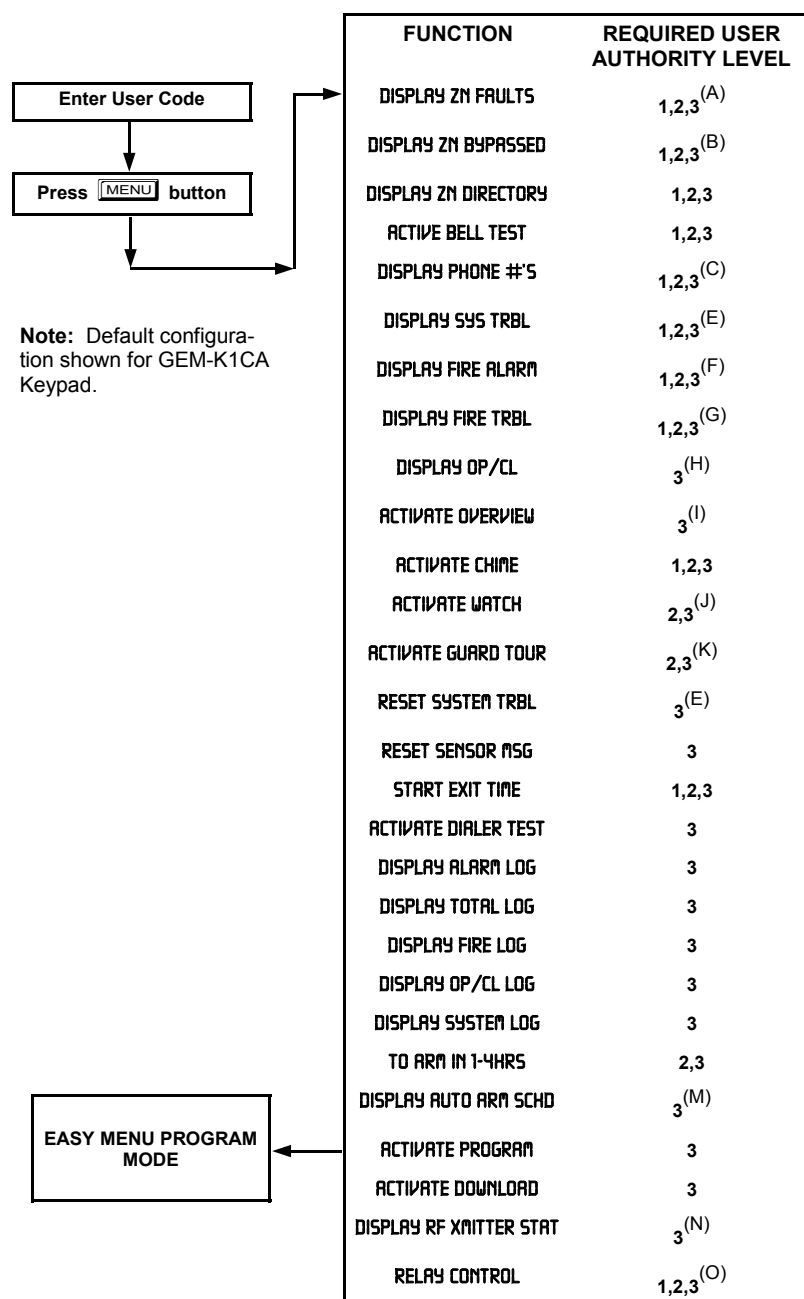 FUNCTION REQUIRED USER
AUTHORITY LEVEL
Enter User Code
Press MENU button
Note: Default configura-
tion shown for GEM-K1CA
Keypad.
DISPLAY ZN FAULTS 1,2,3(A)
DISPLAY ZN BYPASSED 1,2,3(B)
DISPLAY ZN DIRECTORY 1,2,3
ACTIVE BELL TEST 1,2,3
DISPLAY PHONE #'S 1,2,3(C)
DISPLAY SYS TRBL 1,2,3(E)
DISPLAY FIRE ALARM 1,2,3(F)
DISPLAY FIRE TRBL 1,2,3(G)
DISPLAY OP/CL 3(H)
ACTIVATE OVERVIEW 3(I)
ACTIVATE CHIME 1,2,3
ACTIVATE WATCH 2,3(J)
ACTIVATE GUARD TOUR 2,3(K)
RESET SYSTEM TRBL 3(E)
RESET SENSOR MSG 3
START EXIT TIME 1,2,3
ACTIVATE DIALER TEST 3
DISPLAY ALARM LOG 3
DISPLAY TOTAL LOG 3
DISPLAY FIRE LOG 3
DISPLAY OP/CL LOG 3
DISPLAY SYSTEM LOG 3
TO ARM IN 1-4HRS 2,3
DISPLAY AUTO ARM SCHD 3(M)
EASY MENU PROGRAM
MODE
ACTIVATE PROGRAM 3
ACTIVATE DOWNLOAD 3
DISPLAY RF XMITTER STAT 3(N)
RELAY CONTROL 1,2,3(O)